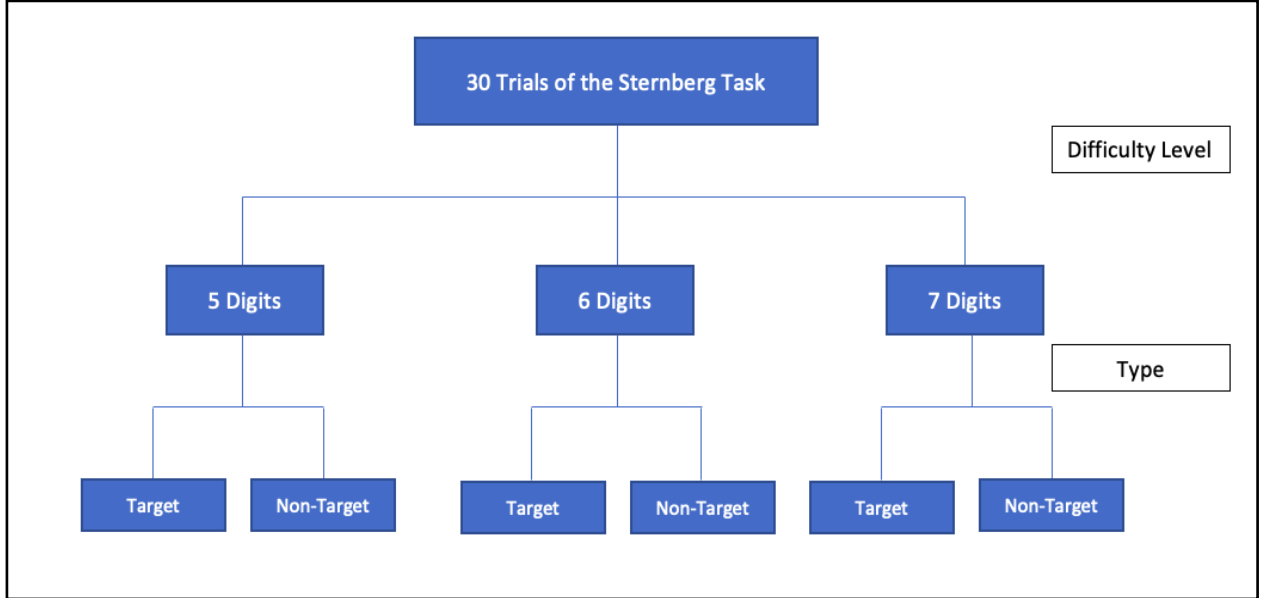 30 Trials of the Sternberg Task
Difficulty Level
5 Digits
6 Digits
7 Digits
Type
Target
Non-Target
Target
Non-Target
Target
Non-Target